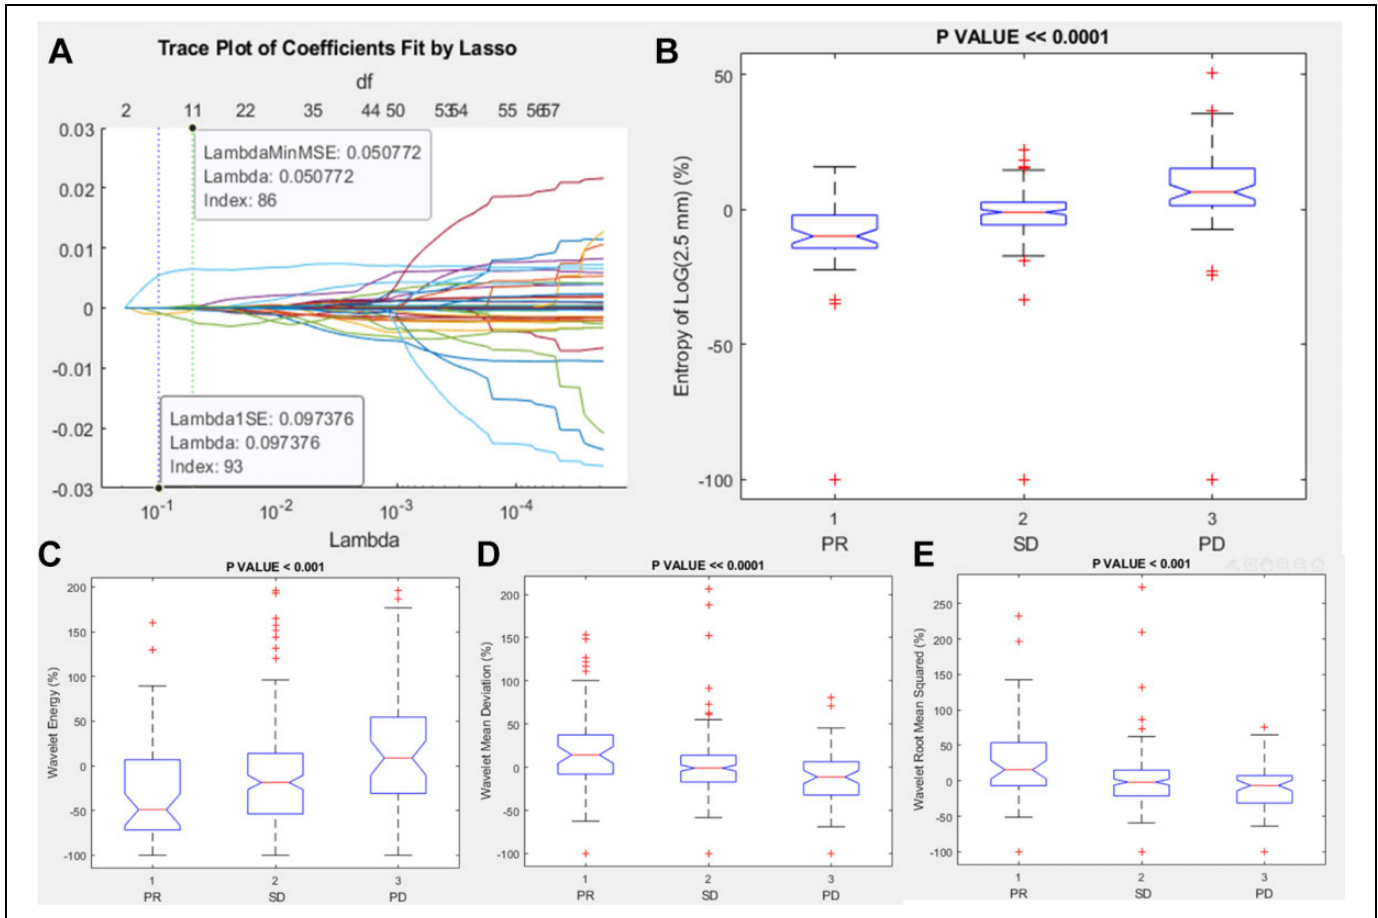 A
Trace Plot of Coefficients Fit by Lasso
df
2 11 22 35 44 50 53 54 55 56 57
0.03
LambdaMinMSE: 0.050772
Lambda: 0.050772
Index: 86
0.02
0.01
0
-0.01
Lambda1SE: 0.097376
Lambda: 0.097376
Index: 93
-0.02
-0.03
10-1 10-2 10-3 10-4
Lambda
B
P VALUE << 0.0001
Entropy of LoG(2.5 mm) (%)
50
0
-50
-100
1 2 3
PR SD PD
C
P VALUE < 0.001
Wavelet Energy (%)
200
150
100
50
0
-50
-100
1 2 3
PR SD PD
D
P VALUE << 0.0001
Wavelet Mean Deviation (%)
200
150
100
50
0
-50
-100
1 2 3
PR SD PD
E
P VALUE < 0.001
Wavelet Root Mean Squared (%)
250
200
150
100
50
0
-50
-100
1 2 3
PR SD PD